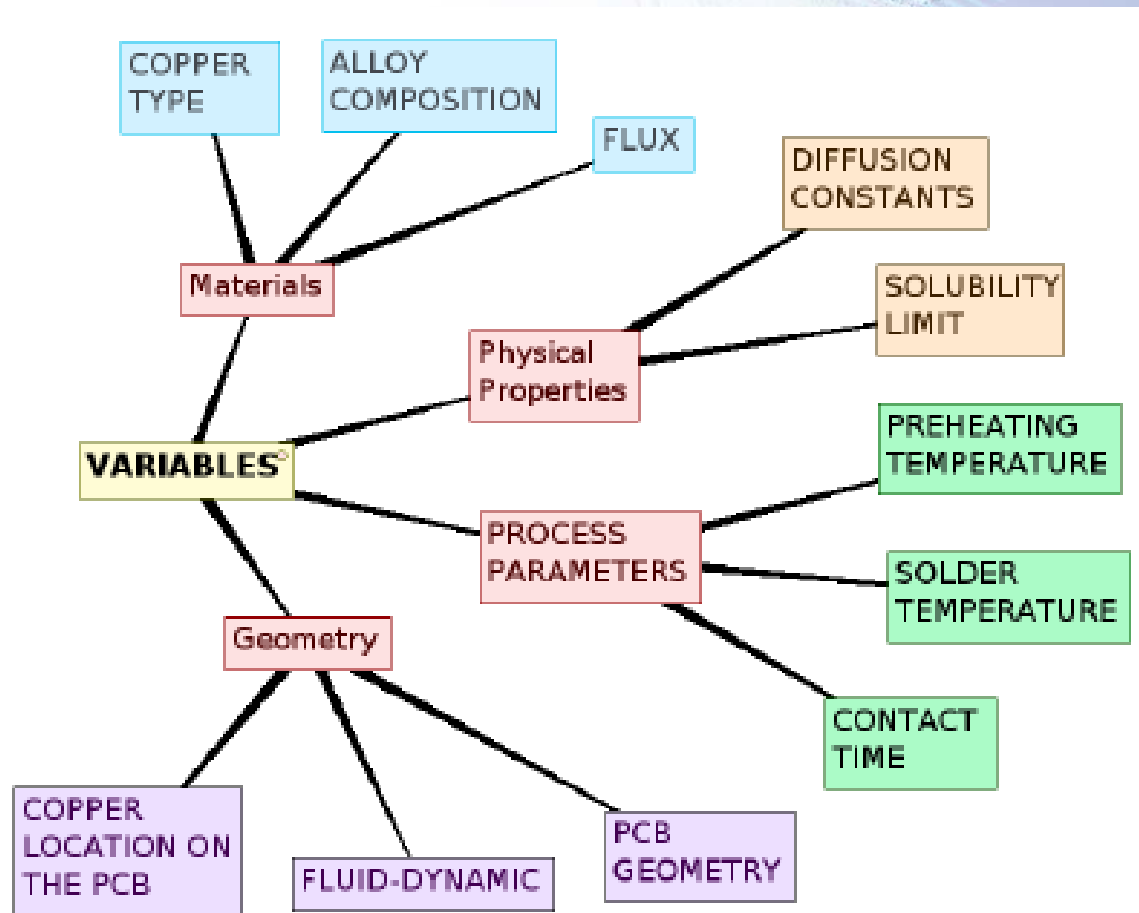 COPPER
TYPE
ALLOY
COMPOSITION
FLUX
DIFFUSION
CONSTANTS
Materials
SOLUBILITY
LIMIT
Physical
Properties
PREHEATING
TEMPERATURE
VARIABLES
PROCESS
PARAMETERS
SOLDER
TEMPERATURE
Geometry
CONTACT
TIME
COPPER
LOCATION ON
THE PCB
FLUID-DYNAMIC
PCB
GEOMETRY